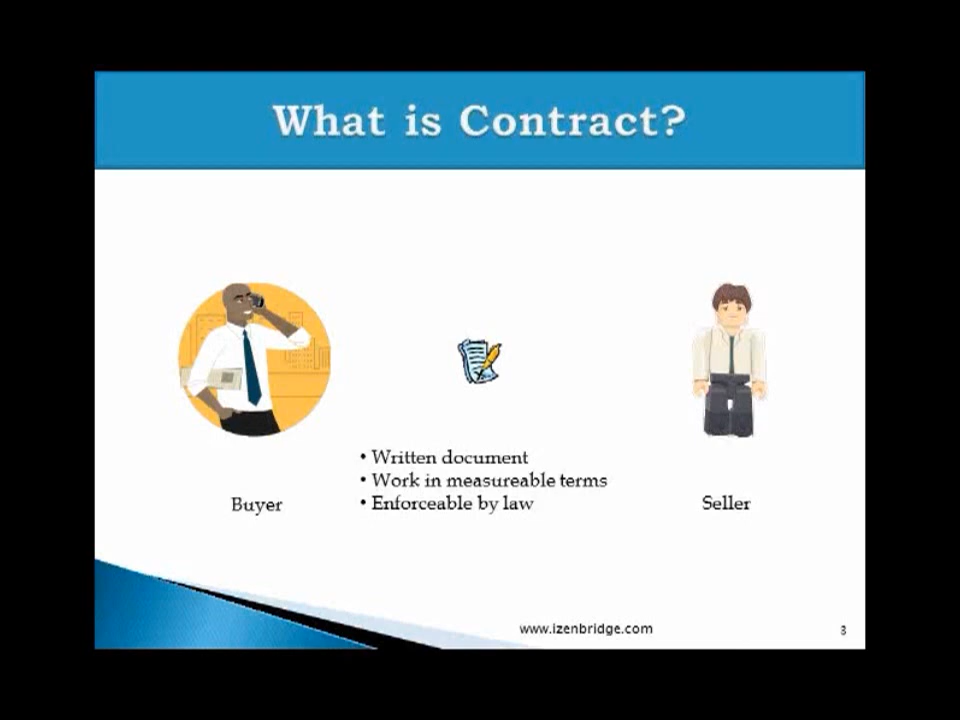 What is Contract?
• Written document
• Work in measureable terms
• Enforceable by law
Buyer
Seller
www.izenbridge.com
3